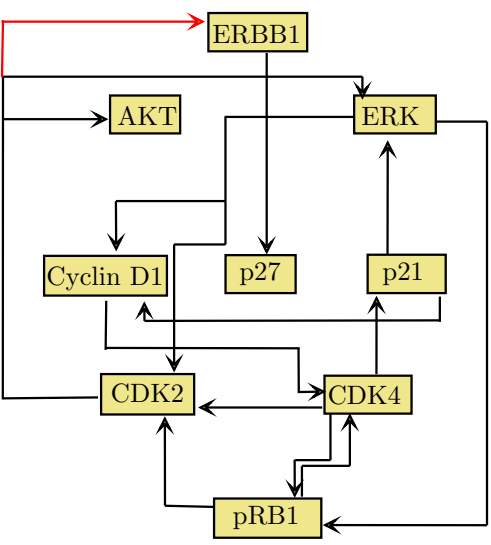 ERBB1
AKT
ERK
Cyclin D1
p27
p21
CDK2
CDK4
pRB1